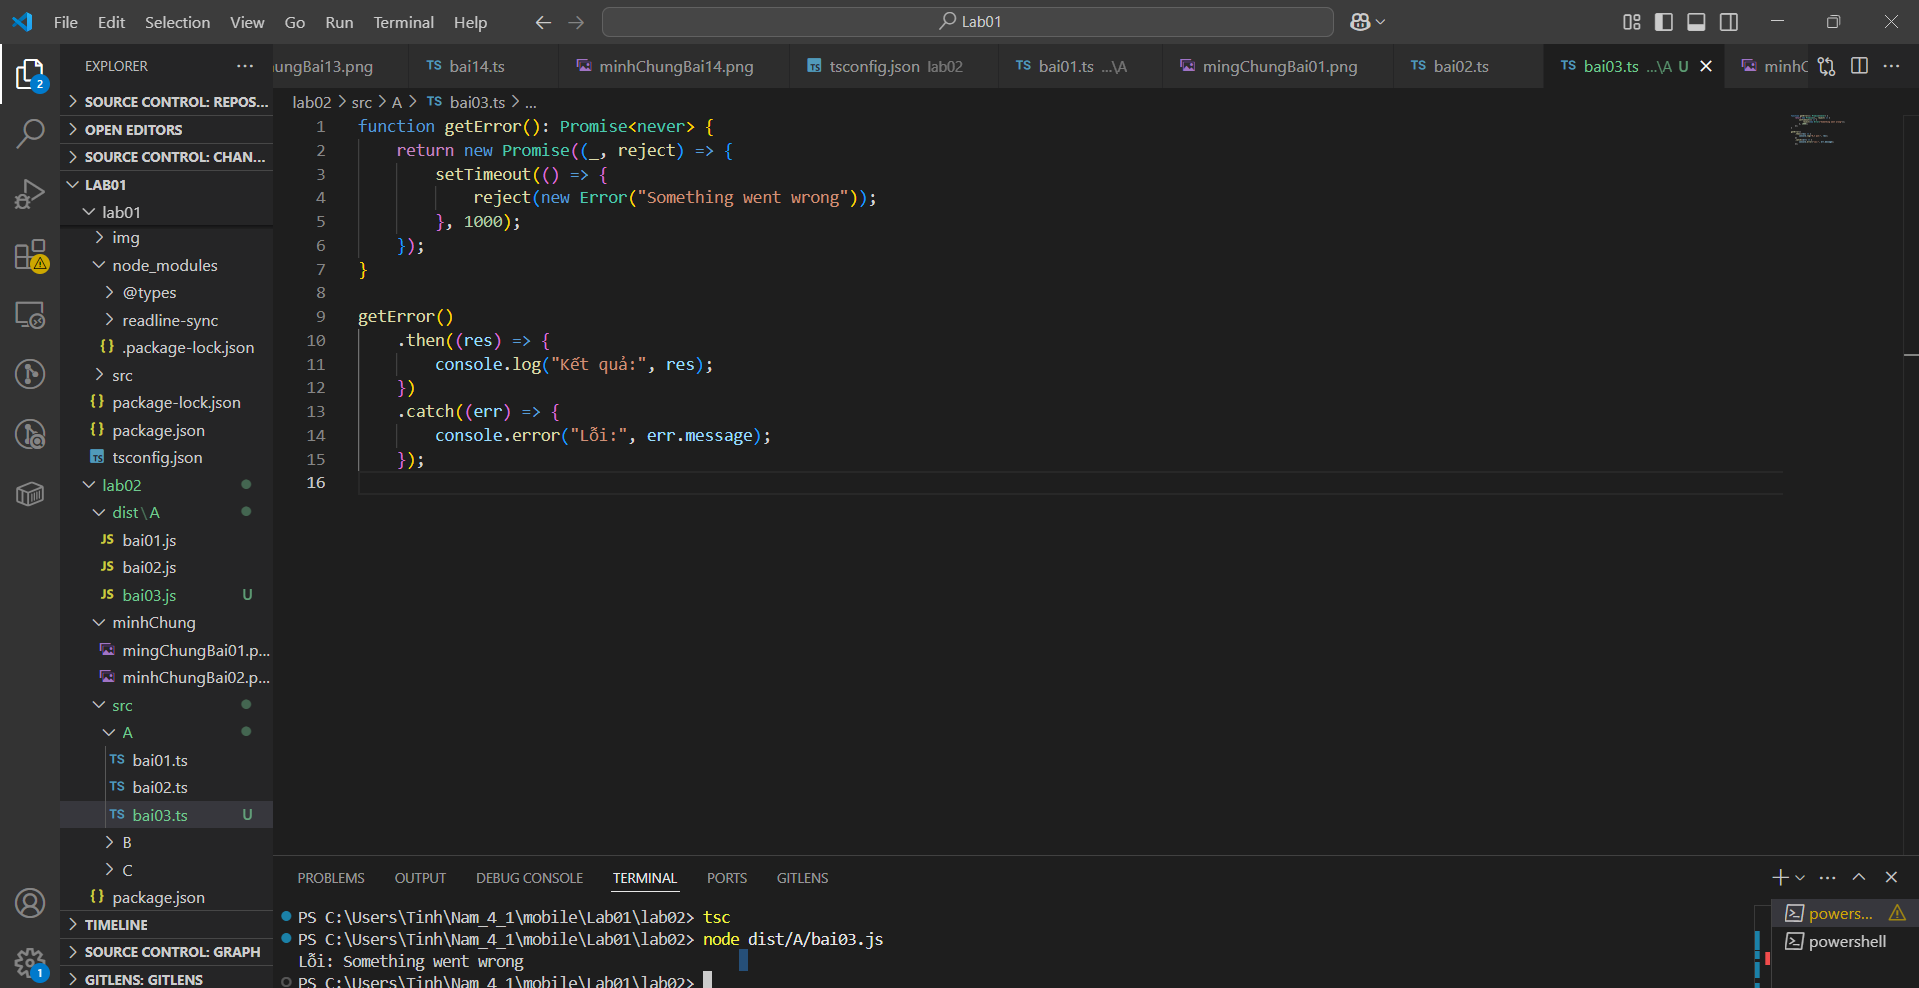 File Edit Selection View Go Run Terminal Help Lab01
EXPLORER ...
ungBai13.png TS bai14.ts minhChungBai14.png TS tsconfig.json lab02 TS bai01.ts ...\A mingChungBai01.png TS bai02.ts TS bai03.ts ...\A U minhC ...
lab02 > src > A > TS bai03.ts > ...
2
SOURCE CONTROL: REPOS...
OPEN EDITORS
SOURCE CONTROL: CHAN...
LAB01
lab01
img
node_modules
@types
readline-sync
{} .package-lock.json
src
{} package-lock.json
{} package.json
TS tsconfig.json
lab02
dist\A
JS bai01.js
JS bai02.js
JS bai03.js U
minhChung
mingChungBai01.p...
minhChungBai02.p...
src
A
TS bai01.ts
TS bai02.ts
TS bai03.ts U
B
C
{} package.json
TIMELINE
SOURCE CONTROL: GRAPH
GITLENS: GITLENS
1
1 function getError(): Promise<never> {
2 return new Promise((_, reject) => {
3 setTimeout(() => {
4 reject(new Error("Something went wrong"));
5 }, 1000);
6 });
7 }
8
9 getError()
10 .then((res) => {
11 console.log("Kết quả:", res);
12 })
13 .catch((err) => {
14 console.error("Lỗi:", err.message);
15 });
16
PROBLEMS OUTPUT DEBUG CONSOLE TERMINAL PORTS GITLENS
PS C:\Users\Tinh\Nam_4_1\mobile\Lab01\lab02> tsc
PS C:\Users\Tinh\Nam_4_1\mobile\Lab01\lab02> node dist/A/bai03.js
Lỗi: Something went wrong
PS C:\Users\Tinh\Nam_4_1\mobile\Lab01\lab02>
powers...
powershell